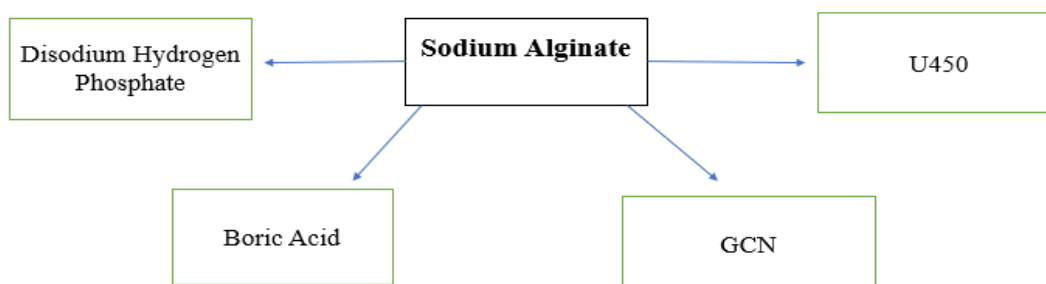 Sodium Alginate
Disodium Hydrogen
Phosphate
U450
Boric Acid
GCN